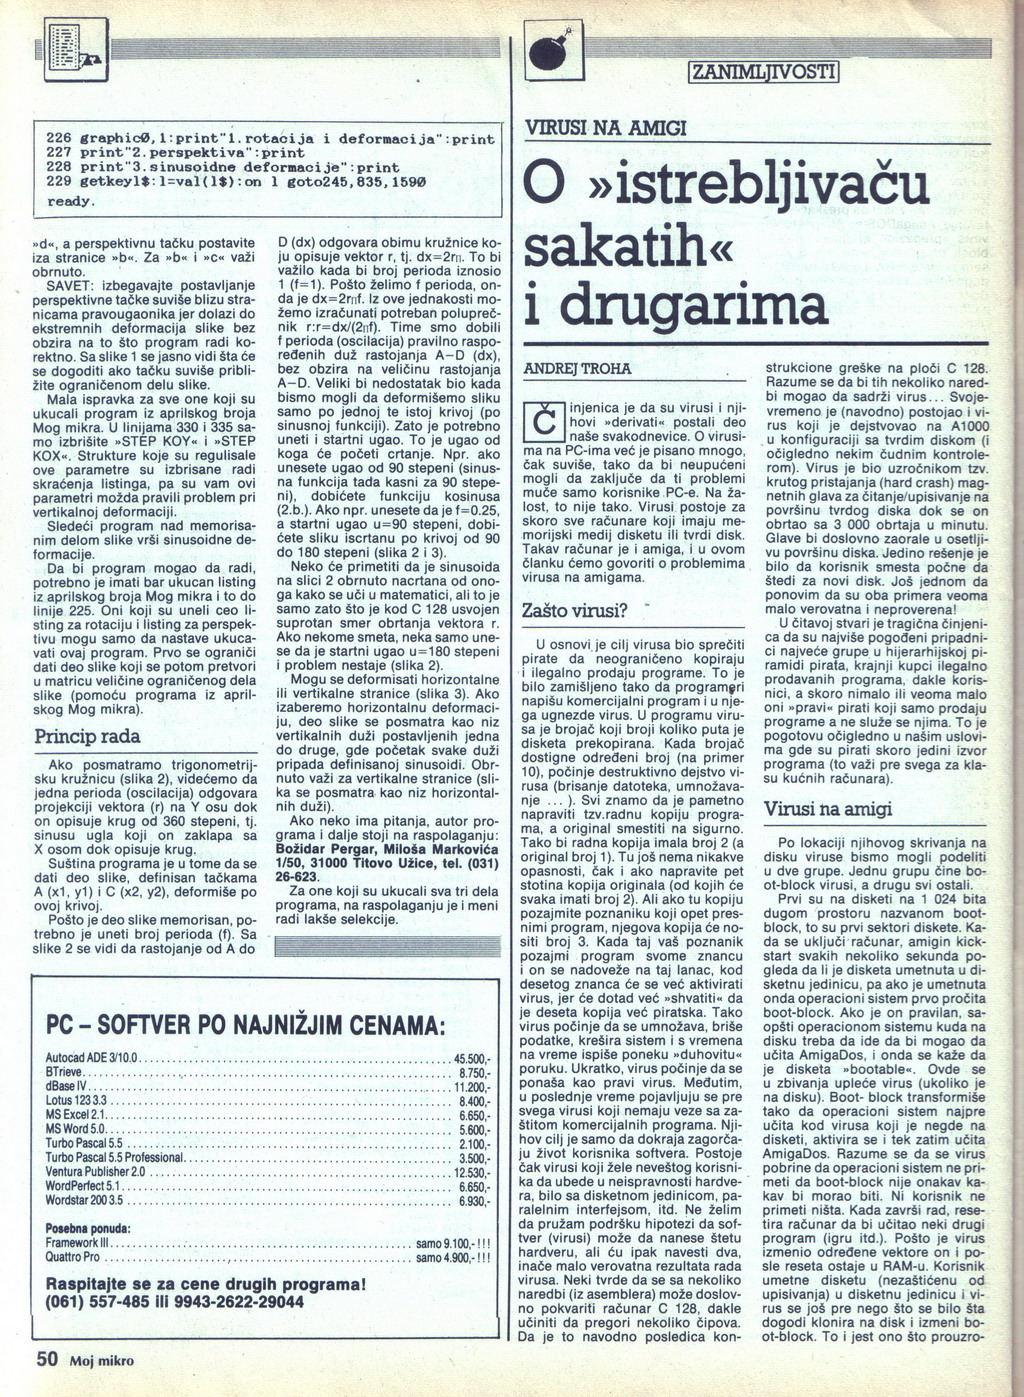 226 graphic0,1:print"1.rotacija i deformacija":print
227 print"2.perspektiva":print
228 print"3.sinusoidne deformacije":print
229 getkeyl$:l=val(l$):on l goto245,835,1590
ready.
»d«, a perspektivnu tačku postavite
iza stranice »b«. Za »b« i »c« važi
obrnuto.
SAVET: izbegavajte postavljanje
perspektivne tačke suviše blizu stra-
nicama pravougaonika jer dolazi do
ekstremnih deformacija slike bez
obzira na to što program radi ko-
rektno. Sa slike 1 se jasno vidi šta će
se dogoditi ako tačku suviše pribli-
žite ograničenom delu slike.
Mala ispravka za sve one koji su
ukucali program iz aprilskog broja
Mog mikra. U linijama 330 i 335 sa-
mo izbrišite »STEP KOY« i »STEP
KOX«. Strukture koje su regulisale
ove parametre su izbrisane radi
skraćenja listinga, pa su vam ovi
parametri možda pravili problem pri
vertikalnoj deformaciji.
Sledeći program nad memorisa-
nim delom slike vrši sinusoidne de-
formacije.
Da bi program mogao da radi,
potrebno je imati bar ukucan listing
iz aprilskog broja Mog mikra i to do
linije 225. Oni koji su uneli ceo li-
sting za rotaciju i listing za perspek-
tivu mogu samo da nastave ukuca-
vati ovaj program. Prvo se ograniči
dati deo slike koji se potom pretvori
u matricu veličine ograničenog dela
slike (pomoću programa iz april-
skog Mog mikra).
Princip rada
Ako posmatramo trigonometrij-
sku kružnicu (slika 2), videćemo da
jedna perioda (oscilacija) odgovara
projekciji vektora (r) na Y osu dok
on opisuje krug od 360 stepeni, tj.
sinusu ugla koji on zaklapa sa
X osom dok opisuje krug.
Suština programa je u tome da se
dati deo slike, definisan tačkama
A (x1, y1) i C (x2, y2), deformiše po
ovoj krivoj.
Pošto je deo slike memorisan, po-
trebno je uneti broj perioda (f). Sa
slike 2 se vidi da rastojanje od A do
D (dx) odgovara obimu kružnice ko-
ju opisuje vektor r, tj. dx=2rπ. To bi
važilo kada bi broj perioda iznosio
1 (f=1). Pošto želimo f perioda, on-
da je dx=2rπf. Iz ove jednakosti mo-
žemo izračunati potreban polupreč-
nik r:r=dx/(2πf). Time smo dobili
f perioda (oscilacija) pravilno raspo-
ređenih duž rastojanja A–D (dx),
bez obzira na veličinu rastojanja
A–D. Veliki bi nedostatak bio kada
bismo mogli da deformišemo sliku
samo po jednoj te istoj krivoj (po
sinusnoj funkciji). Zato je potrebno
uneti i startni ugao. To je ugao od
koga će početi crtanje. Npr. ako
unesete ugao od 90 stepeni (sinus-
na funkcija tada kasni za 90 stepe-
ni), dobićete funkciju kosinusa
(2.b.). Ako npr. unesete da je f=0.25,
a startni ugao u=90 stepeni, dobi-
ćete sliku iscrtanu po krivoj od 90
do 180 stepeni (slika 2 i 3).
Neko će primetiti da je sinusoida
na slici 2 obrnuto nacrtana od ono-
ga kako se uči u matematici, ali to je
samo zato što je kod C 128 usvojen
suprotan smer obrtanja vektora r.
Ako nekome smeta, neka samo une-
se da je startni ugao u=180 stepeni
i problem nestaje (slika 2).
Mogu se deformisati horizontalne
ili vertikalne stranice (slika 3). Ako
izaberemo horizontalnu deformaci-
ju, deo slike se posmatra kao niz
vertikalnih duži postavljenih jedna
do druge, gde početak svake duži
pripada definisanoj sinusoidi. Obr-
nuto važi za vertikalne stranice (sli-
ka se posmatra kao niz horizontal-
nih duži).
Ako neko ima pitanja, autor pro-
grama i dalje stoji na raspolaganju:
Božidar Pergar, Miloša Markovića
1/50, 31000 Titovo Užice, tel. (031)
26-623.
Za one koji su ukucali sva tri dela
programa, na raspolaganju je i meni
radi lakše selekcije.
PC – SOFTVER PO NAJNIŽJIM CENAMA:
Autocad ADE 3/10.0 45.500,-
BTrieve 8.750,-
dBase IV 11.200,-
Lotus 123 3.3 8.400,-
MS Excel 2.1 6.650,-
MS Word 5.0 5.600,-
Turbo Pascal 5.5 2.100,-
Turbo Pascal 5.5 Professional 3.500,-
Ventura Publisher 2.0 12.530,-
WordPerfect 5.1 6.650,-
Wordstar 200 3.5 6.930,-
Posebna ponuda:
Framework III samo 9.100,- !!!
Quattro Pro samo 4.900,- !!!
Raspitajte se za cene drugih programa!
(061) 557-485 ili 9943-2622-29044
50 Moj mikro
ZANIMLJIVOSTI
VIRUSI NA AMIGI
O »istrebljivaču
sakatih«
i drugarima
ANDREJ TROHA
Činjenica je da su virusi i nji-
hovi »derivati« postali deo
naše svakodnevice. O virusi-
ma na PC-ima već je pisano mnogo,
čak suviše, tako da bi neupućeni
mogli da zaključe da ti problemi
muče samo korisnike PC-e. Na ža-
lost, to nije tako. Virusi postoje za
skoro sve računare koji imaju me-
morijski medij disketu ili tvrdi disk.
Takav računar je i amiga, i u ovom
članku ćemo govoriti o problemima
virusa na amigama.
Zašto virusi?
U osnovi je cilj virusa bio sprečiti
pirate da neograničeno kopiraju
i ilegalno prodaju programe. To je
bilo zamišljeno tako da programeri
napišu komercijalni program i u nje-
ga ugnezde virus. U programu viru-
sa je brojač koji broji koliko puta je
disketa prekopirana. Kada brojač
dostigne određeni broj (na primer
10), počinje destruktivno dejstvo vi-
rusa (brisanje datoteka, umnožava-
nje ... ). Svi znamo da je pametno
napraviti tzv.radnu kopiju progra-
ma, a original smestiti na sigurno.
Tako bi radna kopija imala broj 2 (a
original broj 1). Tu još nema nikakve
opasnosti, čak i ako napravite pet
stotina kopija originala (od kojih će
svaka imati broj 2). Ali ako tu kopiju
pozajmite poznaniku koji opet pres-
nimi program, njegova kopija će no-
siti broj 3. Kada taj vaš poznanik
pozajmi program svome znancu
i on se nadoveže na taj lanac, kod
desetog znanca će se već aktivirati
virus, jer će dotad već »shvatiti« da
je deseta kopija već piratska. Tako
virus počinje da se umnožava, briše
podatke, krešira sistem i s vremena
na vreme ispiše poneku »duhovitu«
poruku. Ukratko, virus počinje da se
ponaša kao pravi virus. Međutim,
u poslednje vreme pojavljuju se pre
svega virusi koji nemaju veze sa za-
štitom komercijalnih programa. Nji-
hov cilj je samo da dokraja zagorča-
ju život korisnika softvera. Postoje
čak virusi koji žele neveštog korisni-
ka da ubede u neispravnosti hardve-
ra, bilo sa disketnom jedinicom, pa-
ralelnim interfejsom, itd. Ne želim
da pružam podršku hipotezi da sof-
tver (virusi) može da nanese štetu
hardveru, ali ću ipak navesti dva,
inače malo verovatna rezultata rada
virusa. Neki tvrde da se sa nekoliko
naredbi (iz asemblera) može doslov-
no pokvariti računar C 128, dakle
učiniti da pregori nekoliko čipova.
Da je to navodno posledica kon-
strukcione greške na ploči C 128.
Razume se da bi tih nekoliko nared-
bi mogao da sadrži virus... Svoje-
vremeno je (navodno) postojao i vi-
rus koji je dejstvovao na A1000
u konfiguraciji sa tvrdim diskom (i
očigledno nekim čudnim kontrole-
rom). Virus je bio uzročnikom tzv.
krutog pristajanja (hard crash) mag-
netnih glava za čitanje/upisivanje na
površinu tvrdog diska dok se on
obrtao sa 3 000 obrtaja u minutu.
Glave bi doslovno zaorale u osetlji-
vu površinu diska. Jedino rešenje je
bilo da korisnik smesta počne da
štedi za novi disk. Još jednom da
ponovim da su oba primera veoma
malo verovatna i neproverena!
U čitavoj stvari je tragična činjeni-
ca da su najviše pogođeni pripadni-
ci najveće grupe u hijerarhijskoj pi-
ramidi pirata, krajnji kupci ilegalno
prodavanih programa, dakle koris-
nici, a skoro nimalo ili veoma malo
oni »pravi« pirati koji samo prodaju
programe a ne služe se njima. To je
pogotovu očigledno u našim uslovi-
ma gde su pirati skoro jedini izvor
programa (to važi pre svega za kla-
su kućnih računara).
Virusi na amigi
Po lokaciji njihovog skrivanja na
disku viruse bismo mogli podeliti
u dve grupe. Jednu grupu čine bo-
ot-block virusi, a drugu svi ostali.
Prvi su na disketi na 1 024 bita
dugom prostoru nazvanom boot-
block, to su prvi sektori diskete. Ka-
da se uključi računar, amigin kick-
start svakih nekoliko sekunda po-
gleda da li je disketa umetnuta u di-
sketnu jedinicu, pa ako je umetnuta
onda operacioni sistem prvo pročita
boot-block. Ako je on pravilan, sa-
opšti operacionom sistemu kuda na
disku treba da ide da bi mogao da
učita AmigaDos, i onda se kaže da
je disketa »bootable«. Ovde se
u zbivanja upleće virus (ukoliko je
na disku). Boot- block transformiše
tako da operacioni sistem najpre
učita kod virusa koji je negde na
disketi, aktivira se i tek zatim učita
AmigaDos. Razume se da se virus
pobrine da operacioni sistem ne pri-
meti da boot-block nije onakav ka-
kav bi morao biti. Ni korisnik ne
primeti ništa. Kada završi rad, rese-
tira računar da bi učitao neki drugi
program (igru itd.). Pošto je virus
izmenio određene vektore on i po-
sle reseta ostaje u RAM-u. Korisnik
umetne disketu (nezaštićenu od
upisivanja) u disketnu jedinicu i vi-
rus se još pre nego što se bilo šta
dogodi klonira na disk i izmeni bo-
ot-block. To i jest ono što prouzro-